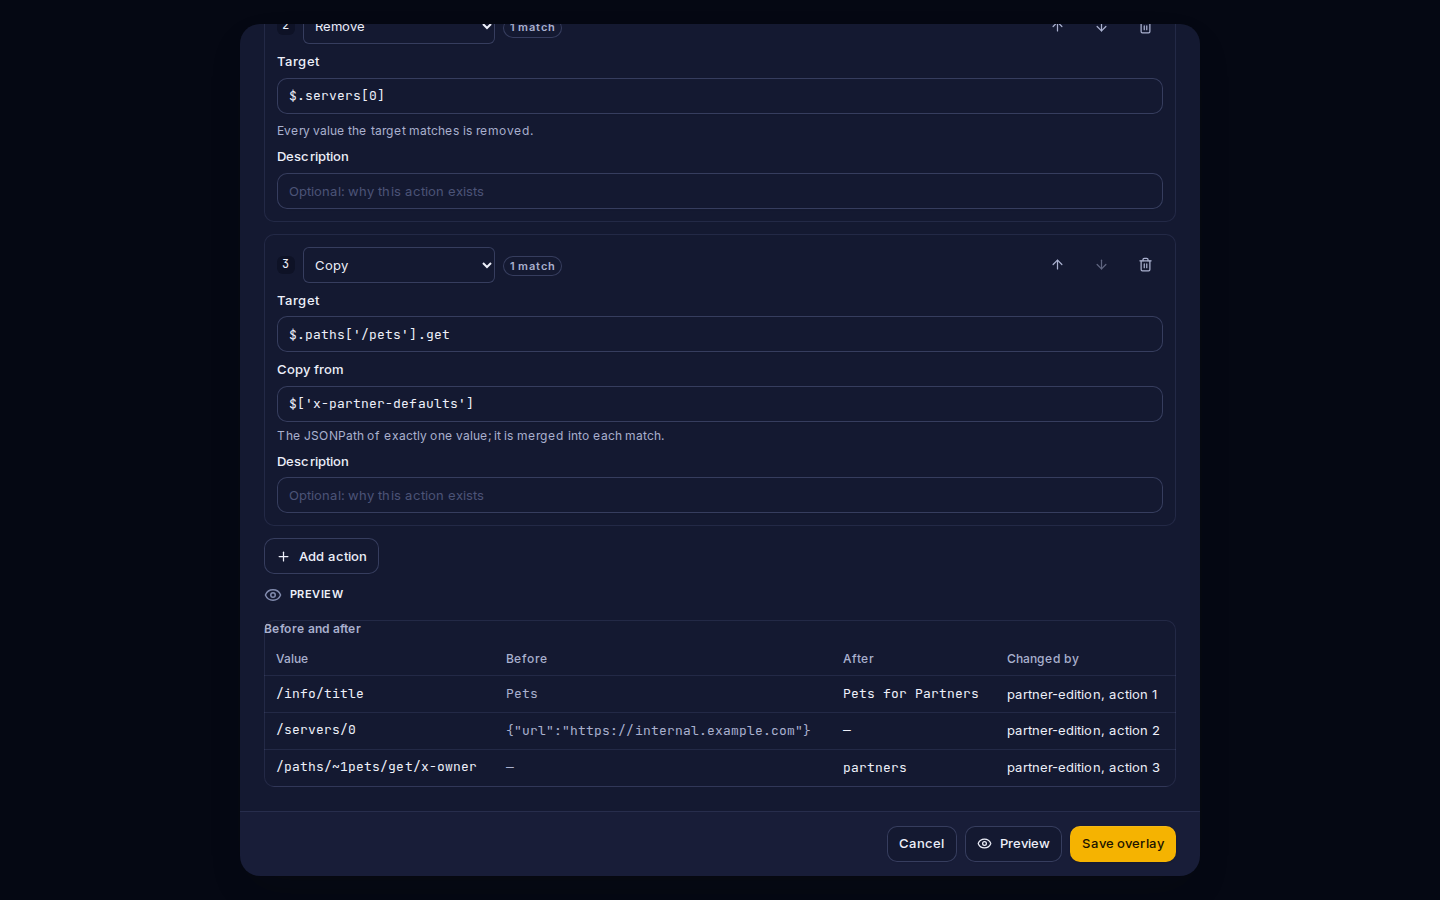 2 Remove 1 match
Target
$.servers[0]
Every value the target matches is removed.
Description
Optional: why this action exists
3 Copy 1 match
Target
$.paths['/pets'].get
Copy from
$['x-partner-defaults']
The JSONPath of exactly one value; it is merged into each match.
Description
Optional: why this action exists
Add action
PREVIEW
Before and after
Value Before After Changed by
/info/title Pets Pets for Partners partner-edition, action 1
/servers/0 {"url":"https://internal.example.com"} — partner-edition, action 2
/paths/~1pets/get/x-owner — partners partner-edition, action 3
Cancel Preview Save overlay